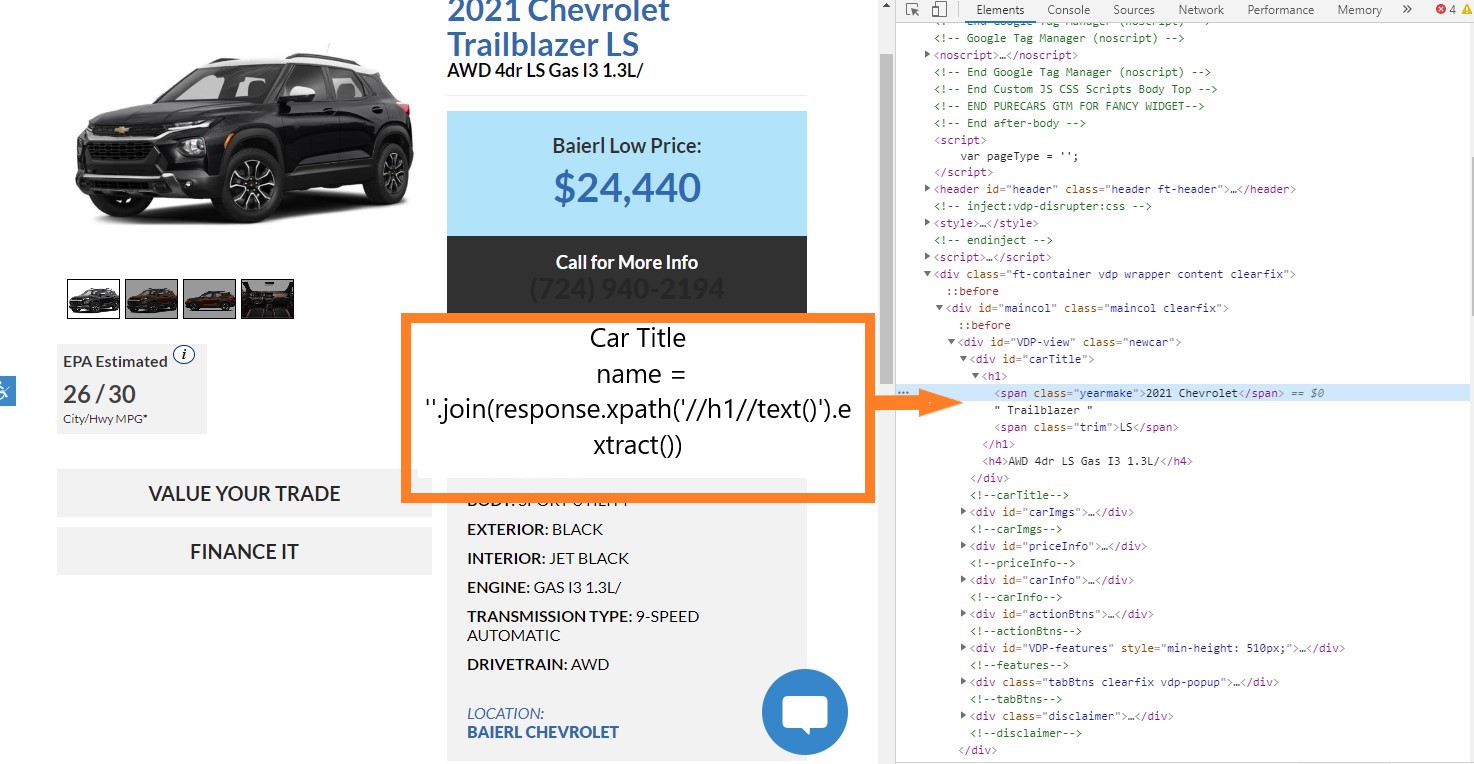 2021 Chevrolet
Trailblazer LS
AWD 4dr LS Gas I3 1.3L/
Baierl Low Price:
$24,440
Call for More Info
(724) 940-2194
EPA Estimated i
26 / 30
City/Hwy MPG*
VALUE YOUR TRADE
FINANCE IT
Car Title
name =
''.join(response.xpath('//h1//text()').e
xtract())
BODY: SPORT UTILITY
EXTERIOR: BLACK
INTERIOR: JET BLACK
ENGINE: GAS I3 1.3L/
TRANSMISSION TYPE: 9-SPEED
AUTOMATIC
DRIVETRAIN: AWD
LOCATION:
BAIERL CHEVROLET
Elements Console Sources Network Performance Memory » 4
<!-- Google Tag Manager (noscript) -->
<noscript>…</noscript>
<!-- End Google Tag Manager (noscript) -->
<!-- End Custom JS CSS Scripts Body Top -->
<!-- END PURECARS GTM FOR FANCY WIDGET-->
<!-- End after-body -->
<script>
var pageType = '';
</script>
<header id="header" class="header ft-header">…</header>
<!-- inject:vdp-disrupter:css -->
<style>…</style>
<!-- endinject -->
<script>…</script>
<div class="ft-container vdp wrapper content clearfix">
::before
<div id="maincol" class="maincol clearfix">
::before
<div id="VDP-view" class="newcar">
<div id="carTitle">
<h1>
<span class="yearmake">2021 Chevrolet</span> == $0
" Trailblazer "
<span class="trim">LS</span>
</h1>
<h4>AWD 4dr LS Gas I3 1.3L/</h4>
</div>
<!--carTitle-->
<div id="carImgs">…</div>
<!--carImgs-->
<div id="priceInfo">…</div>
<!--priceInfo-->
<div id="carInfo">…</div>
<!--carInfo-->
<div id="actionBtns">…</div>
<!--actionBtns-->
<div id="VDP-features" style="min-height: 510px;">…</div>
<!--features-->
<div class="tabBtns clearfix vdp-popup">…</div>
<!--tabBtns-->
<div class="disclaimer">…</div>
<!--disclaimer-->
</div>